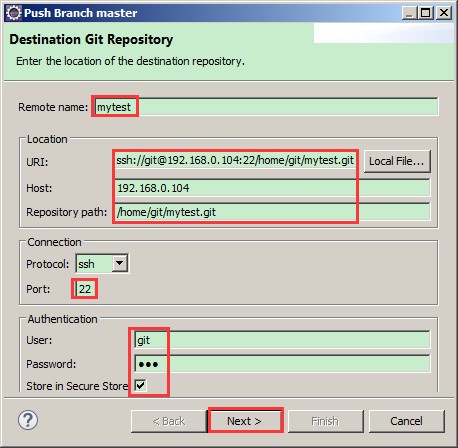 Push Branch master
Destination Git Repository
Enter the location of the destination repository.
Remote name: mytest
Location
URI: ssh://git@192.168.0.104:22/home/git/mytest.git Local File...
Host: 192.168.0.104
Repository path: /home/git/mytest.git
Connection
Protocol: ssh
Port: 22
Authentication
User: git
Password: ●●●
Store in Secure Store
? < Back Next > Finish Cancel